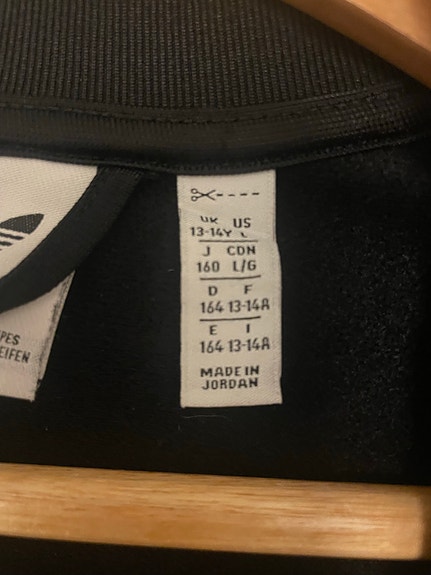 UK US
13-14Y L
J CDN
160 L/G
D F
164 13-14A
E I
164 13-14A
MADE IN
JORDAN
PES
EIFEN